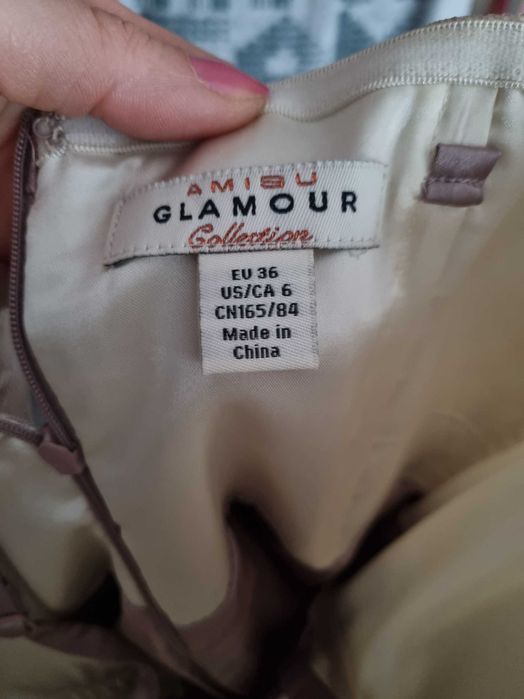 AMISU
GLAMOUR
Collection
EU 36
US/CA 6
CN165/84
Made in
China